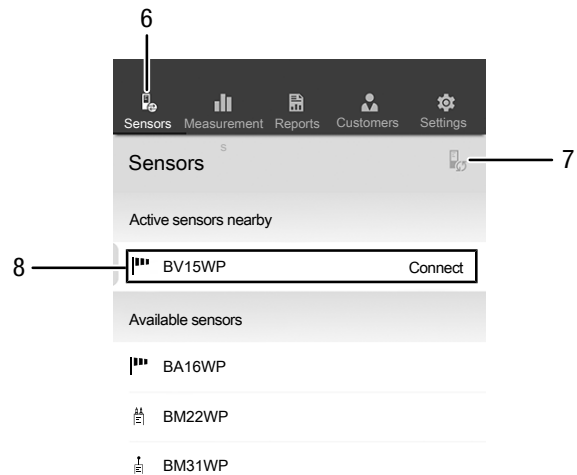 6
Sensors Measurement Reports Customers Settings
s
Sensors
7
Active sensors nearby
8
BV15WP Connect
Available sensors
BA16WP
BM22WP
BM31WP